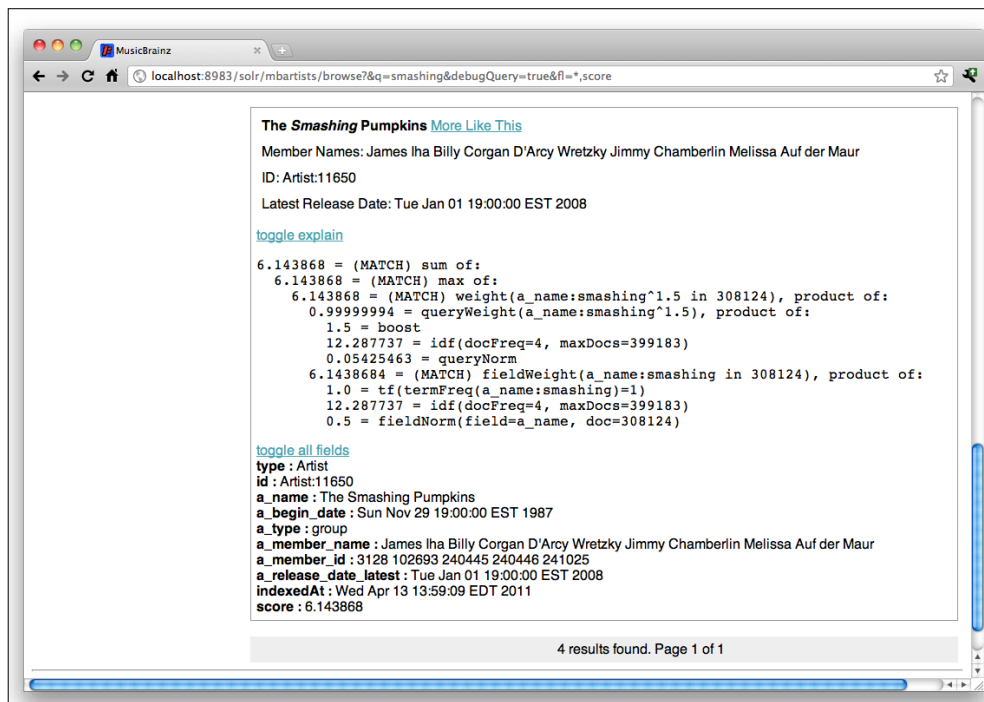 MusicBrainz
localhost:8983/solr/mbartists/browse?&q=smashing&debugQuery=true&fl=*,score
The Smashing Pumpkins More Like This
Member Names: James Iha Billy Corgan D'Arcy Wretzky Jimmy Chamberlin Melissa Auf der Maur
ID: Artist:11650
Latest Release Date: Tue Jan 01 19:00:00 EST 2008
toggle explain
6.143868 = (MATCH) sum of:
6.143868 = (MATCH) max of:
6.143868 = (MATCH) weight(a_name:smashing^1.5 in 308124), product of:
0.99999994 = queryWeight(a_name:smashing^1.5), product of:
1.5 = boost
12.287737 = idf(docFreq=4, maxDocs=399183)
0.05425463 = queryNorm
6.1438684 = (MATCH) fieldWeight(a_name:smashing in 308124), product of:
1.0 = tf(termFreq(a_name:smashing)=1)
12.287737 = idf(docFreq=4, maxDocs=399183)
0.5 = fieldNorm(field=a_name, doc=308124)
toggle all fields
type : Artist
id : Artist:11650
a_name : The Smashing Pumpkins
a_begin_date : Sun Nov 29 19:00:00 EST 1987
a_type : group
a_member_name : James Iha Billy Corgan D'Arcy Wretzky Jimmy Chamberlin Melissa Auf der Maur
a_member_id : 3128 102693 240445 240446 241025
a_release_date_latest : Tue Jan 01 19:00:00 EST 2008
indexedAt : Wed Apr 13 13:59:09 EDT 2011
score : 6.143868
4 results found. Page 1 of 1